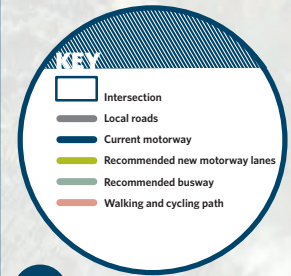 KEY
Intersection
Local roads
Current motorway
Recommended new motorway lanes
Recommended busway
Walking and cycling path